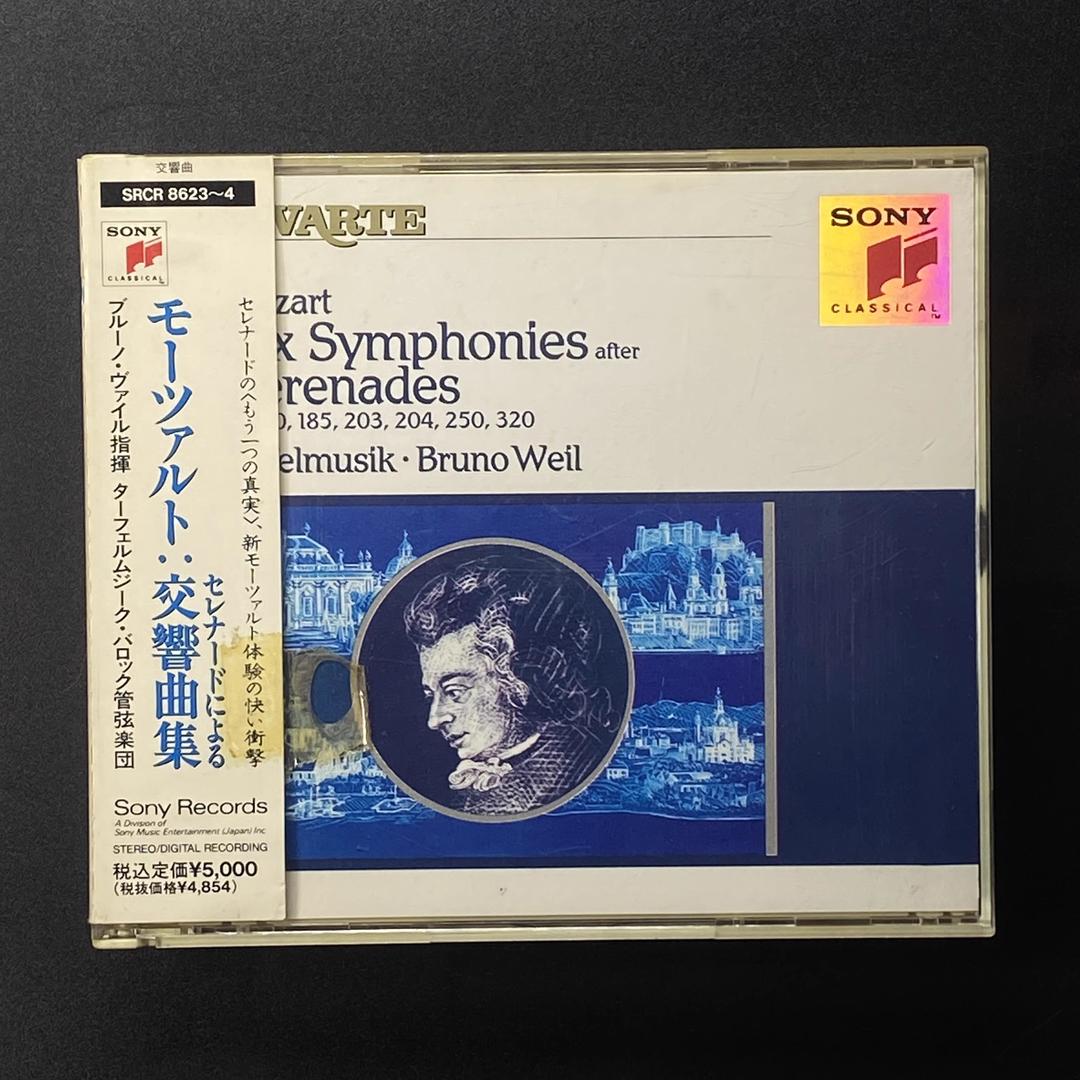 交響曲
SRCR 8623~4
SONY
CLASSICAL
セレナードのへもう一つの真実〉、新モーツァルト体験の快い衝撃
セレナードによる
モーツァルト:交響曲集
ブルーノ・ヴァイル指揮 ターフェルムジーク・バロック管弦楽団
Sony Records
A Division of
Sony Music Entertainment (Japan) Inc
STEREO/DIGITAL RECORDING
税込定価¥5,000
(税抜価格¥4,854)
VARTE
SONY
CLASSICAL
TM
zart
x Symphonies after
erenades
0, 185, 203, 204, 250, 320
elmusik · Bruno Weil